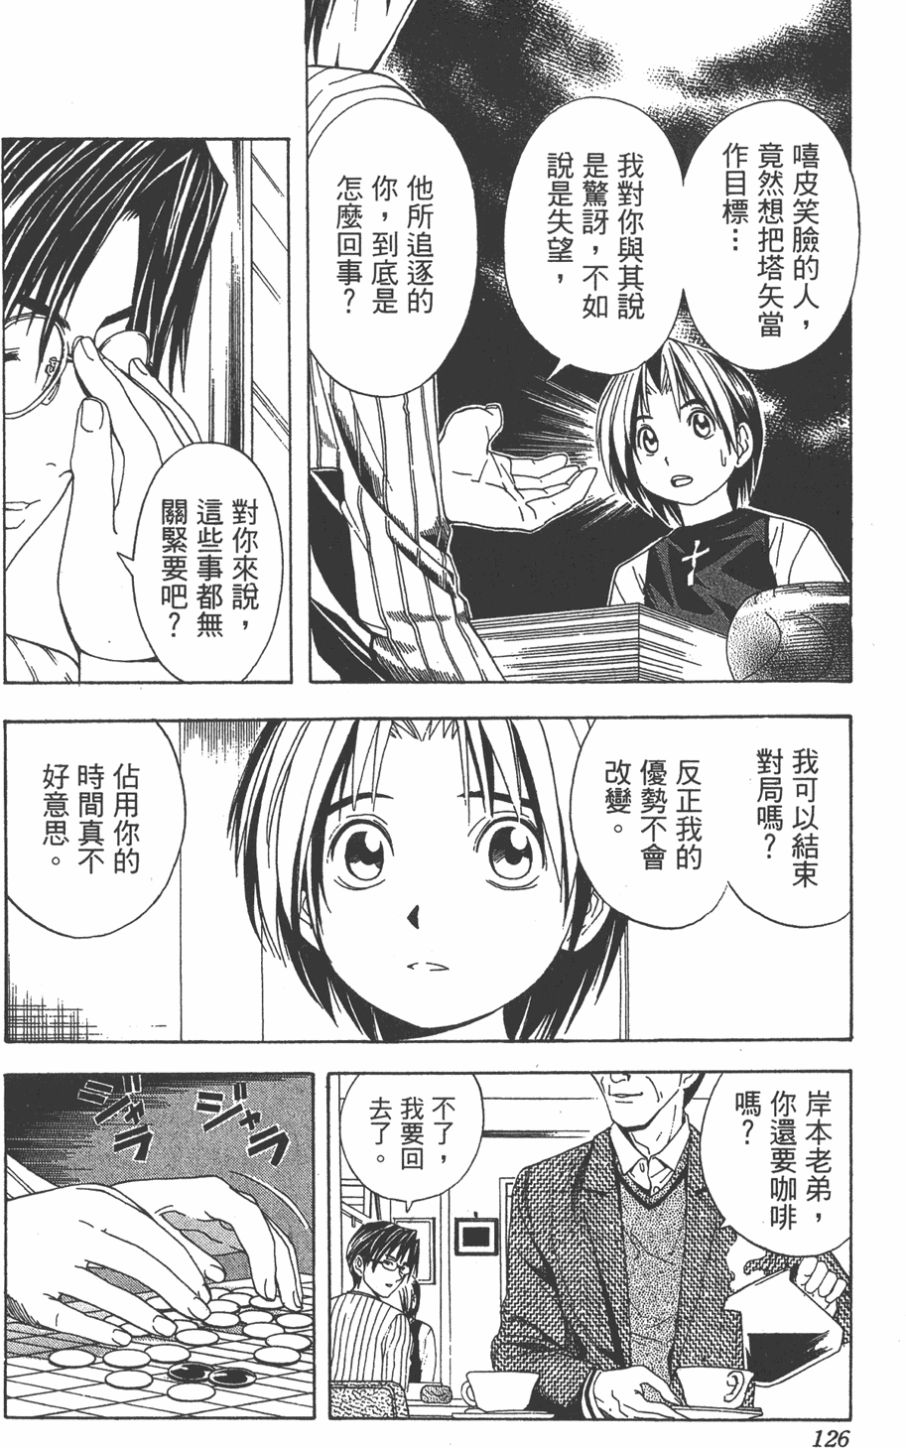 嘻皮笑臉的人，
竟然想把塔矢當
作目標…
我對你與其說
是驚訝，不如
說是失望，
他所追逐的
你，到底是
怎麼回事？
對你來說，
這些事都無
關緊要吧？
我可以結束
對局嗎？
反正我的
優勢不會
改變。
佔用你的
時間真不
好意思。
岸本老弟，
你還要咖啡
嗎？
不了，
我要回
去了。
ジャラ
ジャラ
126